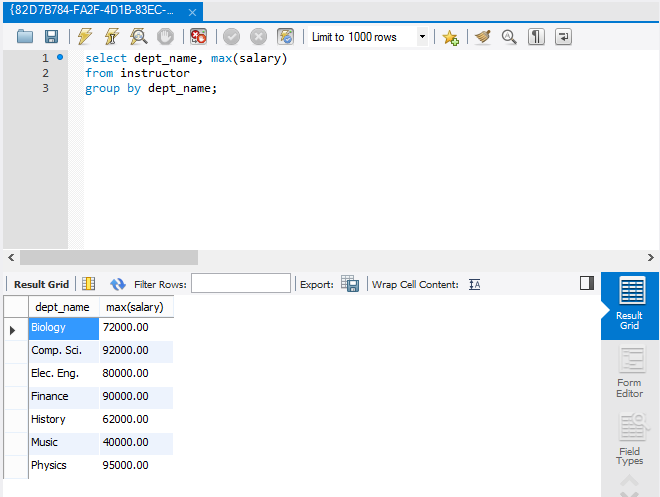 {82D7B784-FA2F-4D1B-83EC-...
Limit to 1000 rows
1 select dept_name, max(salary)
2 from instructor
3 group by dept_name;
Result Grid Filter Rows: Export: Wrap Cell Content:
dept_name max(salary)
Biology 72000.00
Comp. Sci. 92000.00
Elec. Eng. 80000.00
Finance 90000.00
History 62000.00
Music 40000.00
Physics 95000.00
Result
Grid
Form
Editor
Field
Types